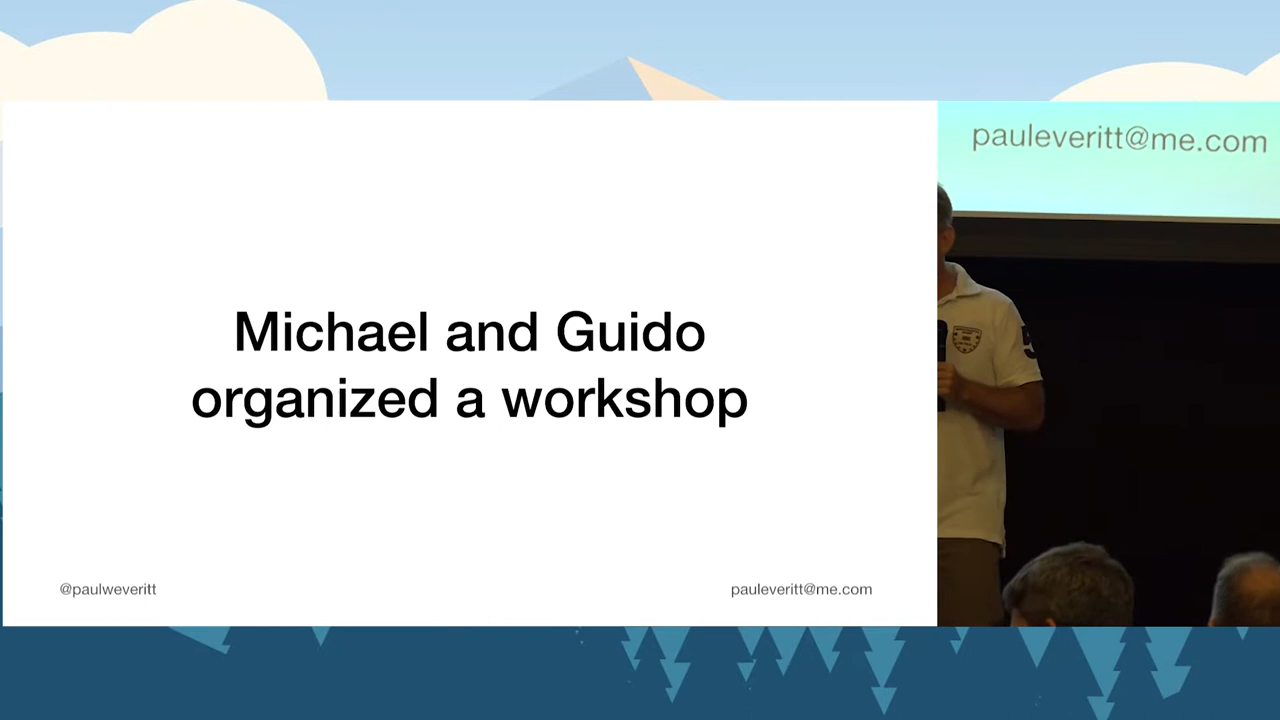 Michael and Guido
organized a workshop
@paulweveritt
pauleveritt@me.com
pauleveritt@me.com